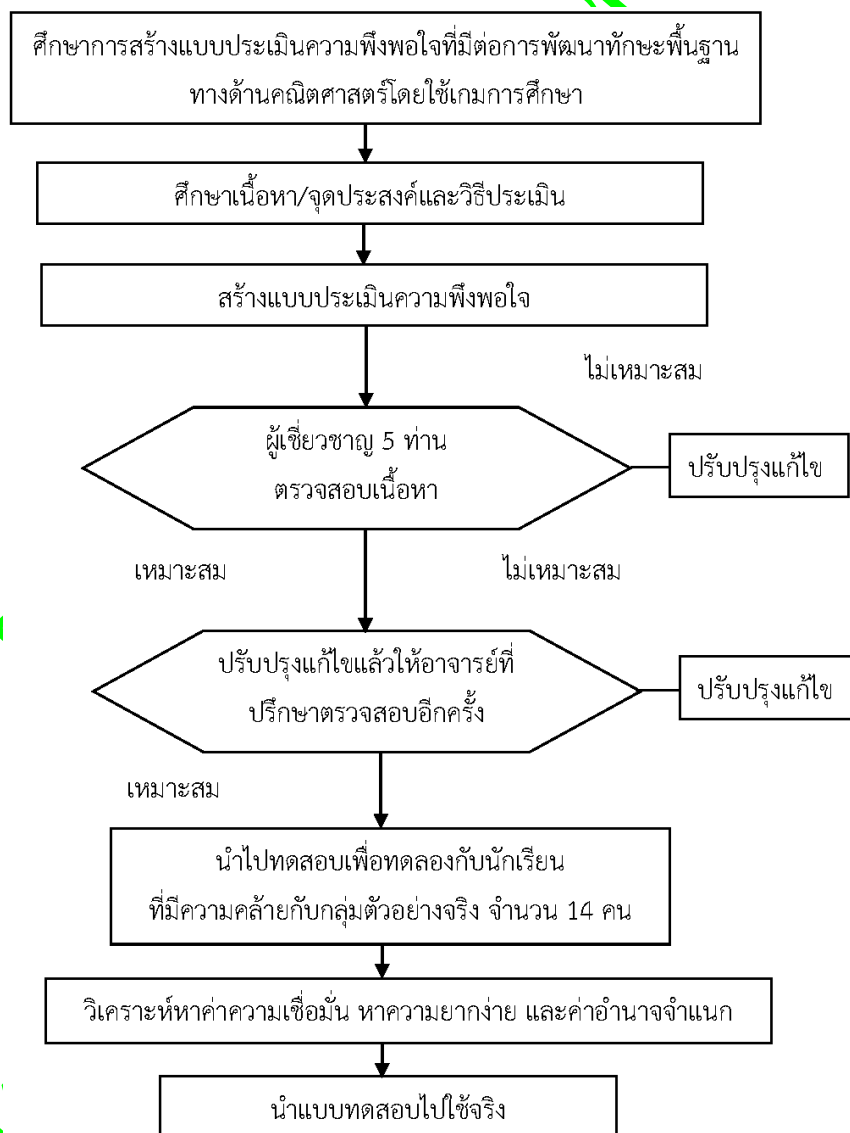 ศึกษาการสร้างแบบประเมินความพึงพอใจที่มีต่อการพัฒนาทักษะพื้นฐาน
ทางด้านคณิตศาสตร์โดยใช้เกมการศึกษา
ศึกษาเนื้อหา/จุดประสงค์และวิธีประเมิน
สร้างแบบประเมินความพึงพอใจ
ไม่เหมาะสม
ผู้เชี่ยวชาญ 5 ท่าน
ตรวจสอบเนื้อหา
ปรับปรุงแก้ไข
เหมาะสม
ไม่เหมาะสม
ปรับปรุงแก้ไขแล้วให้อาจารย์ที่
ปรึกษาตรวจสอบอีกครั้ง
ปรับปรุงแก้ไข
เหมาะสม
นำไปทดสอบเพื่อทดลองกับนักเรียน
ที่มีความคล้ายกับกลุ่มตัวอย่างจริง จำนวน 14 คน
วิเคราะห์หาค่าความเชื่อมั่น หาความยากง่าย และค่าอำนาจจำแนก
นำแบบทดสอบไปใช้จริง